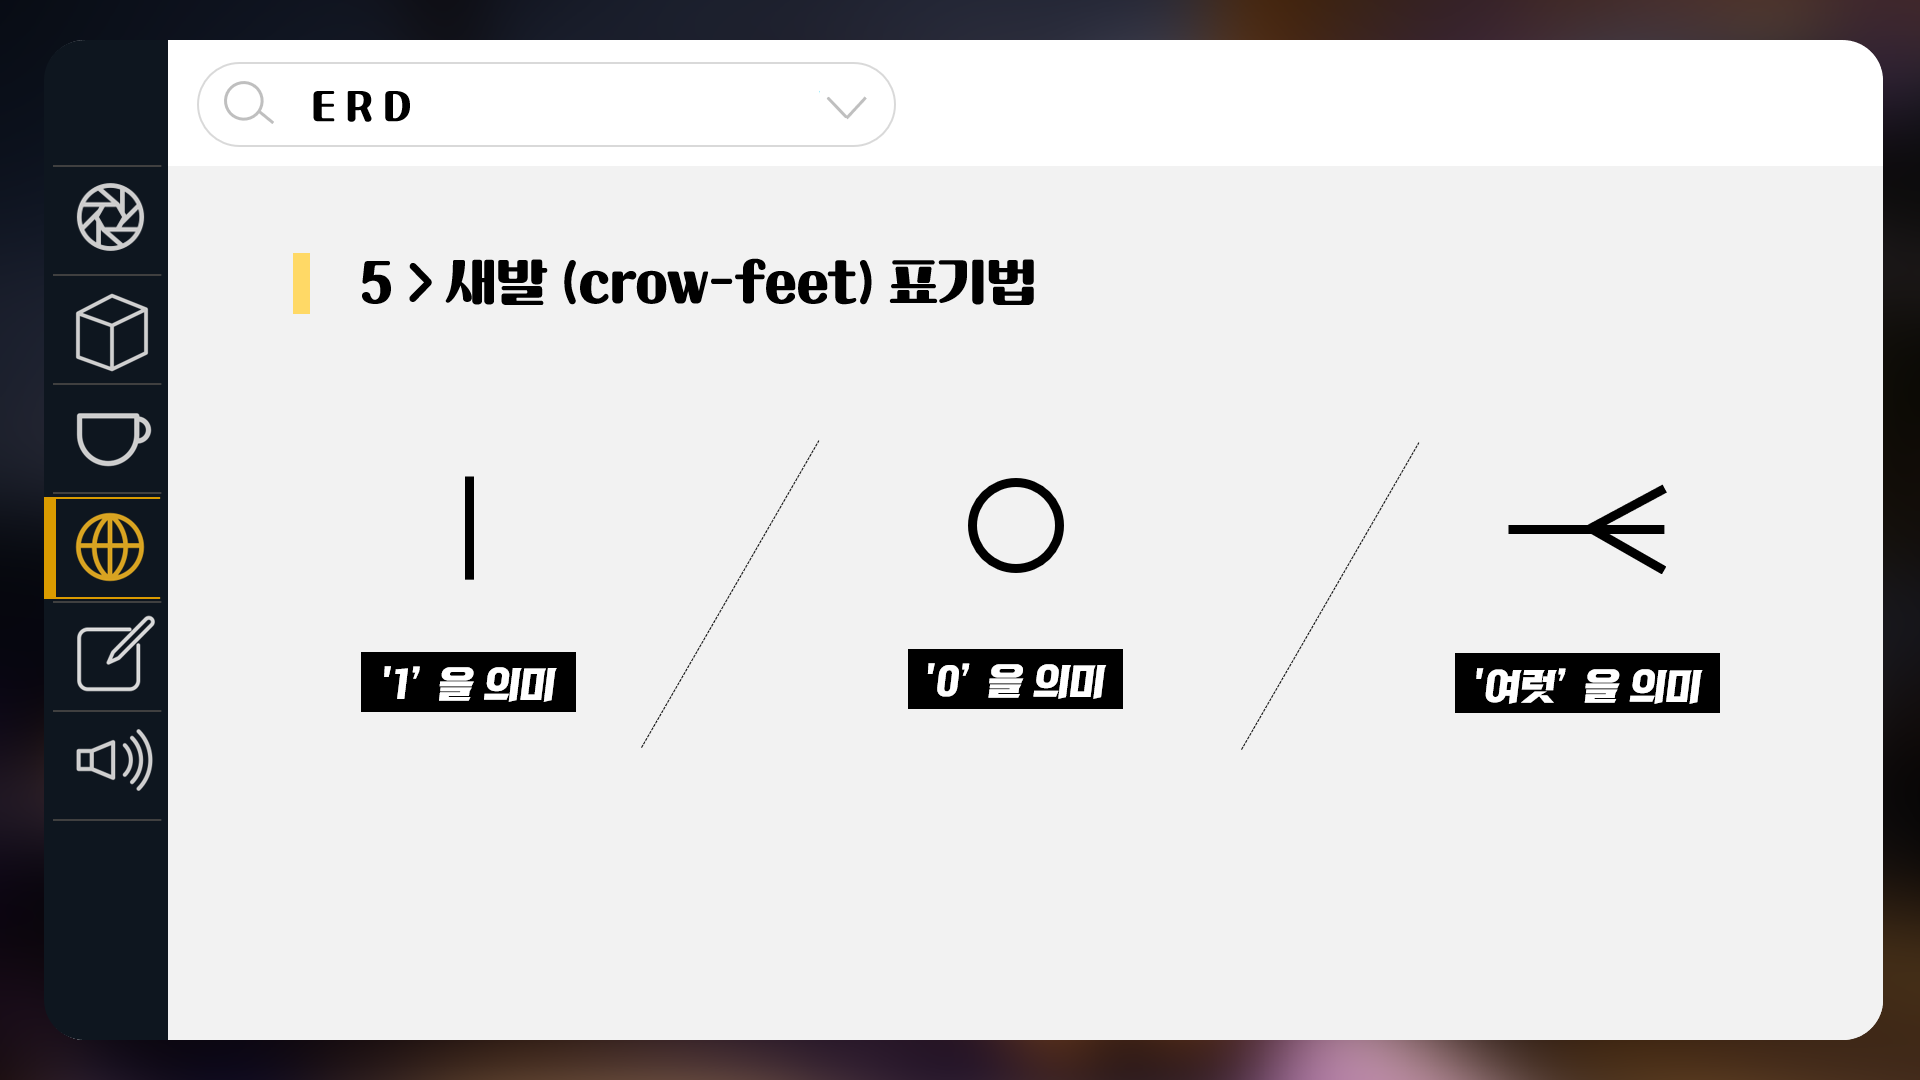 ERD
5 > 새발 (crow-feet) 표기법
'1' 을 의미
'0' 을 의미
'여럿' 을 의미